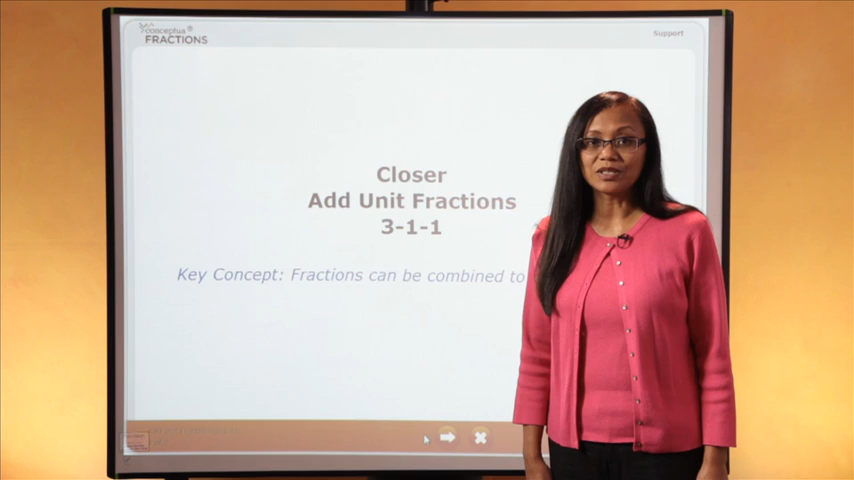 conceptua®
FRACTIONS
Support
Closer
Add Unit Fractions
3-1-1
Key Concept: Fractions can be combined to